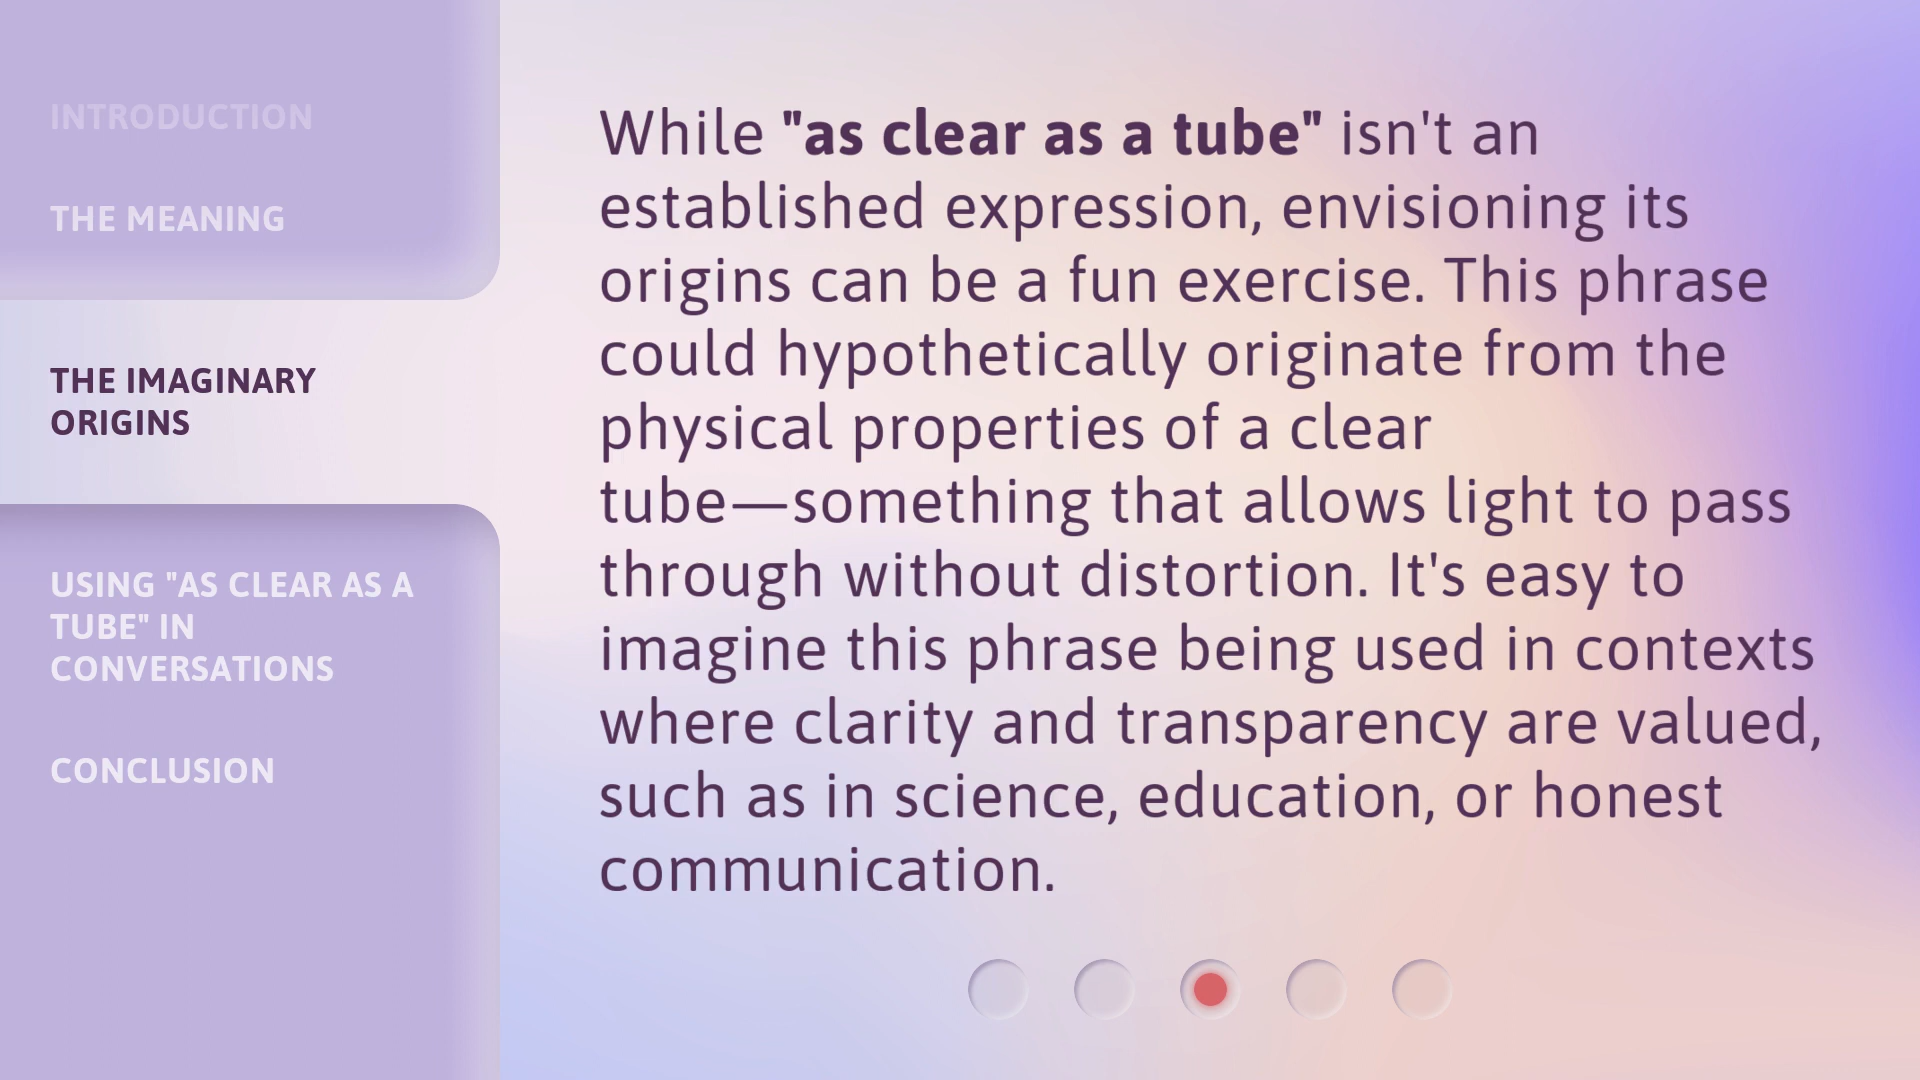 INTRODUCTION
THE MEANING
THE IMAGINARY
ORIGINS
USING "AS CLEAR AS A
TUBE" IN
CONVERSATIONS
CONCLUSION
While "as clear as a tube" isn't an
established expression, envisioning its
origins can be a fun exercise. This phrase
could hypothetically originate from the
physical properties of a clear
tube—something that allows light to pass
through without distortion. It's easy to
imagine this phrase being used in contexts
where clarity and transparency are valued,
such as in science, education, or honest
communication.